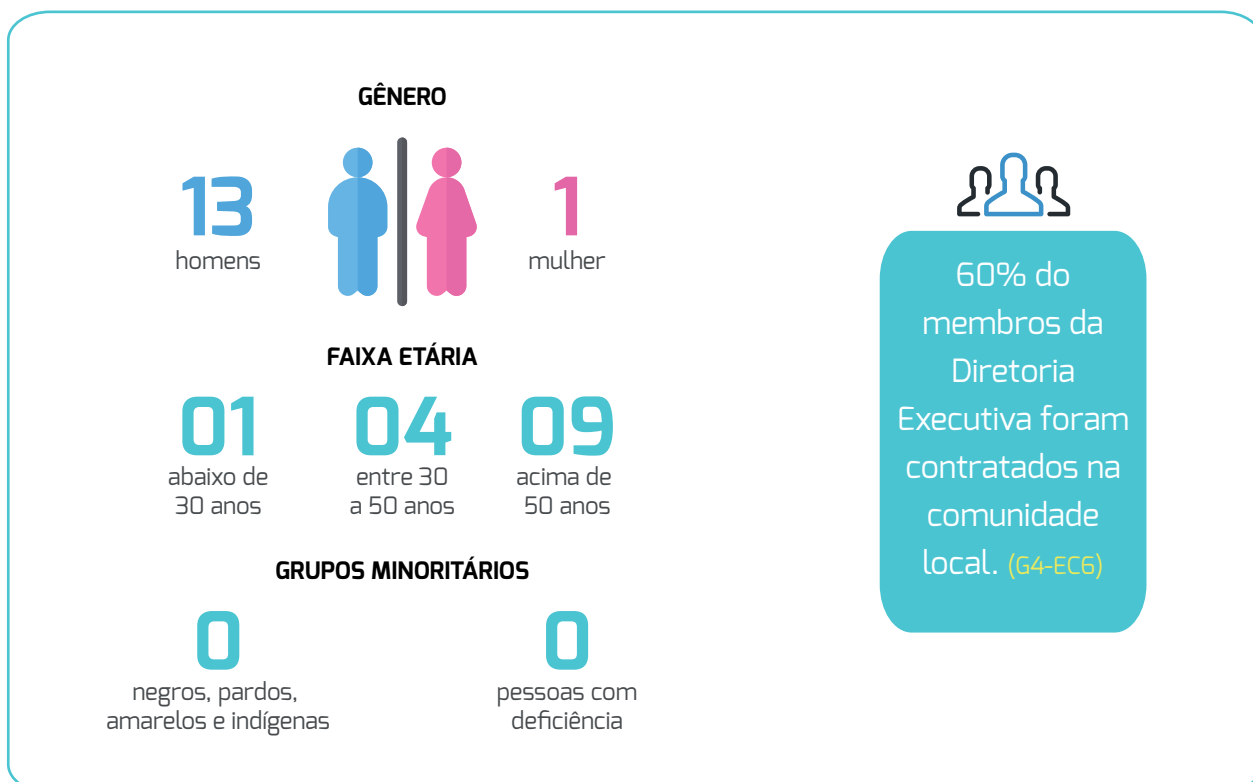 GÊNERO
13
homens
1
mulher
FAIXA ETÁRIA
01
abaixo de
30 anos
04
entre 30
a 50 anos
09
acima de
50 anos
GRUPOS MINORITÁRIOS
0
negros, pardos,
amarelos e indígenas
0
pessoas com
deficiência
60% do
membros da
Diretoria
Executiva foram
contratados na
comunidade
local. (G4-EC6)